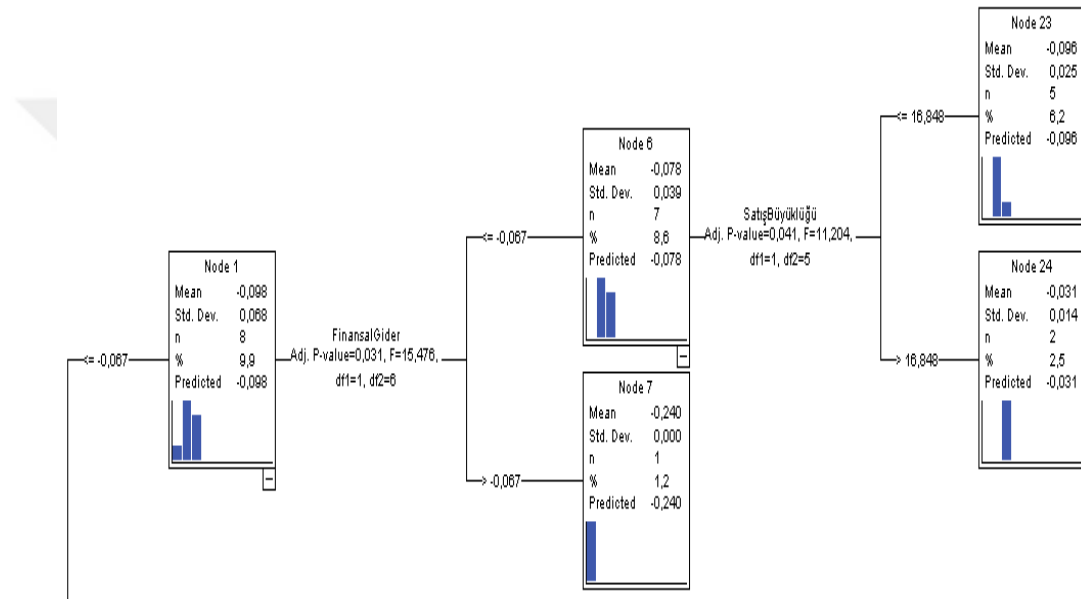 <= -0,067
Node 1
Mean -0,098
Std. Dev. 0,068
n 8
% 9,9
Predicted -0,098
FinansalGider
Adj. P-value=0,031, F=15,476,
df1=1, df2=6
<= -0,067
> -0,067
Node 6
Mean -0,078
Std. Dev. 0,039
n 7
% 8,6
Predicted -0,078
Node 7
Mean -0,240
Std. Dev. 0,000
n 1
% 1,2
Predicted -0,240
SatışBüyüklüğü
Adj. P-value=0,041, F=11,204,
df1=1, df2=5
<= 16,848
> 16,848
Node 23
Mean -0,096
Std. Dev. 0,025
n 5
% 6,2
Predicted -0,096
Node 24
Mean -0,031
Std. Dev. 0,014
n 2
% 2,5
Predicted -0,031